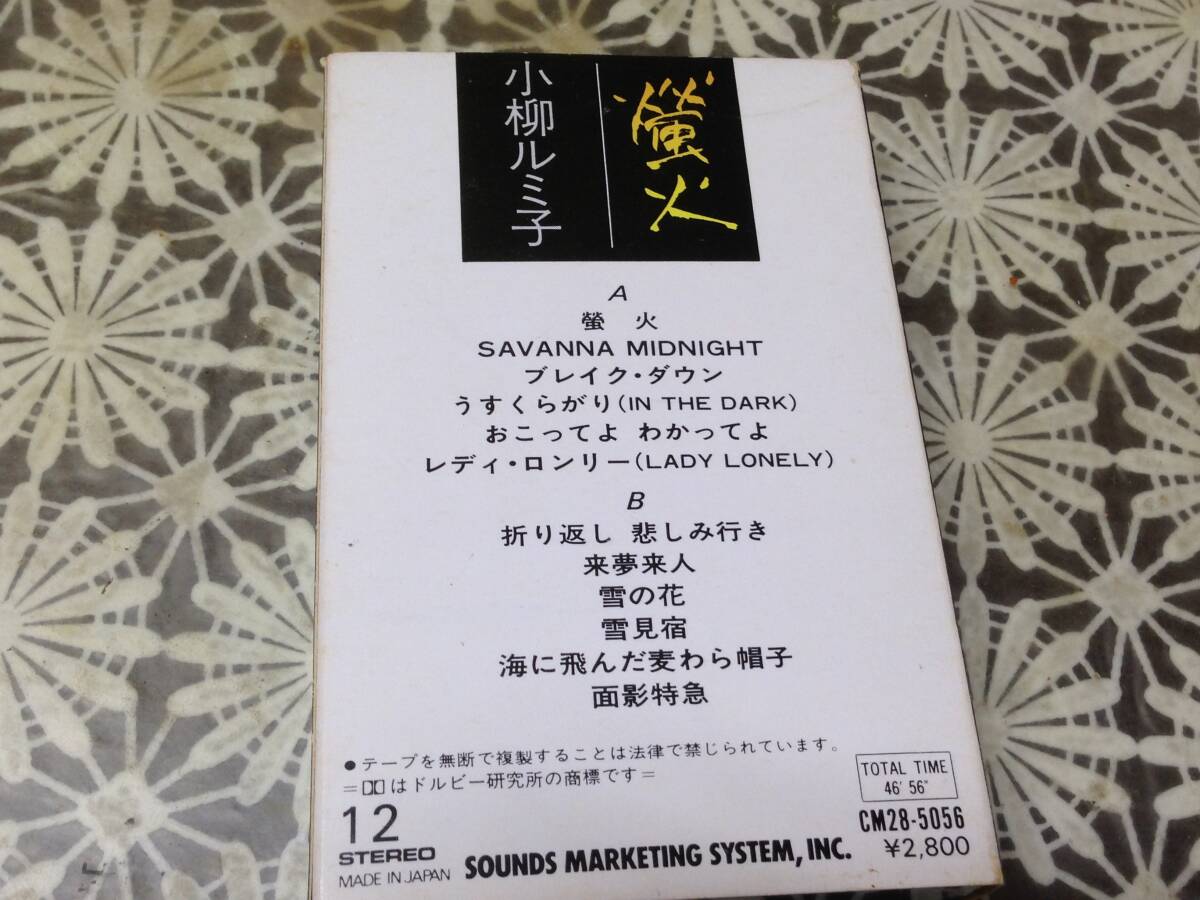 螢火
小柳ルミ子
A
螢 火
SAVANNA MIDNIGHT
ブレイク・ダウン
うすくらがり(IN THE DARK)
おこってよ わかってよ
レディ・ロンリー(LADY LONELY)
B
折り返し 悲しみ行き
来夢来人
雪の花
雪見宿
海に飛んだ麦わら帽子
面影特急
●テープを無断で複製することは法律で禁じられています。
=はドルビー研究所の商標です=
TOTAL TIME
46' 56"
12
STEREO
MADE IN JAPAN
SOUNDS MARKETING SYSTEM, INC.
CM28-5056
¥2,800